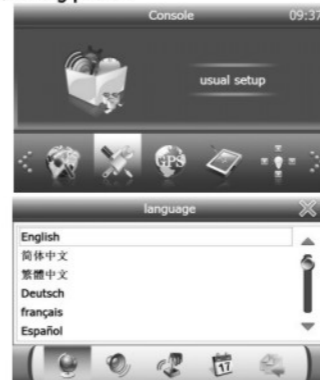 Console 09:37
usual setup
GPS
language
English
简体中文
繁體中文
Deutsch
français
Español
17